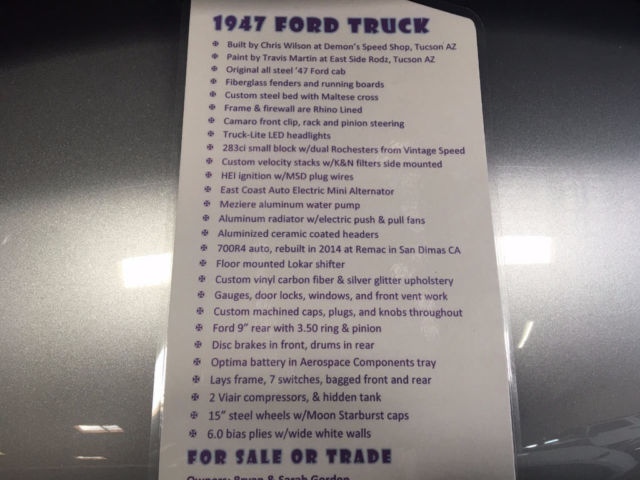 1947 FORD TRUCK
✠ Built by Chris Wilson at Demon's Speed Shop, Tucson AZ
✠ Paint by Travis Martin at East Side Rodz, Tucson AZ
✠ Original all steel '47 Ford cab
✠ Fiberglass fenders and running boards
✠ Custom steel bed with Maltese cross
✠ Frame & firewall are Rhino Lined
✠ Camaro front clip, rack and pinion steering
✠ Truck-Lite LED headlights
✠ 283ci small block w/dual Rochesters from Vintage Speed
✠ Custom velocity stacks w/K&N filters side mounted
✠ HEI ignition w/MSD plug wires
✠ East Coast Auto Electric Mini Alternator
✠ Meziere aluminum water pump
✠ Aluminum radiator w/electric push & pull fans
✠ Aluminized ceramic coated headers
✠ 700R4 auto, rebuilt in 2014 at Remac in San Dimas CA
✠ Floor mounted Lokar shifter
✠ Custom vinyl carbon fiber & silver glitter upholstery
✠ Gauges, door locks, windows, and front vent work
✠ Custom machined caps, plugs, and knobs throughout
✠ Ford 9" rear with 3.50 ring & pinion
✠ Disc brakes in front, drums in rear
✠ Optima battery in Aerospace Components tray
✠ Lays frame, 7 switches, bagged front and rear
✠ 2 Viair compressors, & hidden tank
✠ 15" steel wheels w/Moon Starburst caps
✠ 6.0 bias plies w/wide white walls
FOR SALE OR TRADE
Owners: Bryan & Sarah Gordon